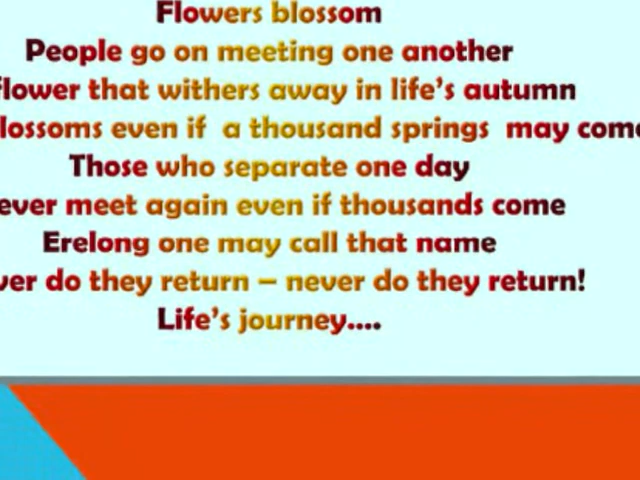 Flowers blossom
People go on meeting one another
flower that withers away in life's autumn
lossoms even if a thousand springs may come
Those who separate one day
ever meet again even if thousands come
Erelong one may call that name
ver do they return – never do they return!
Life's journey....